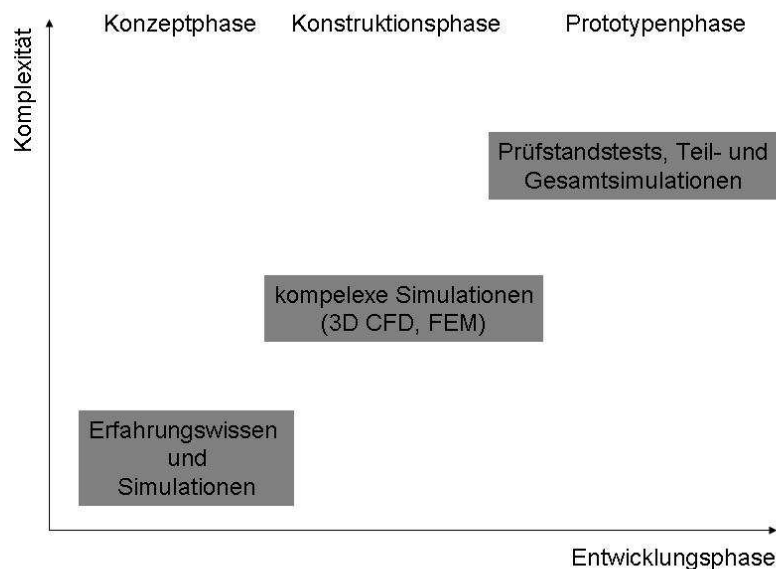 Konzeptphase Konstruktionsphase Prototypenphase
Komplexität
Prüfstandstests, Teil- und
Gesamtsimulationen
kompelexe Simulationen
(3D CFD, FEM)
Erfahrungswissen
und
Simulationen
Entwicklungsphase